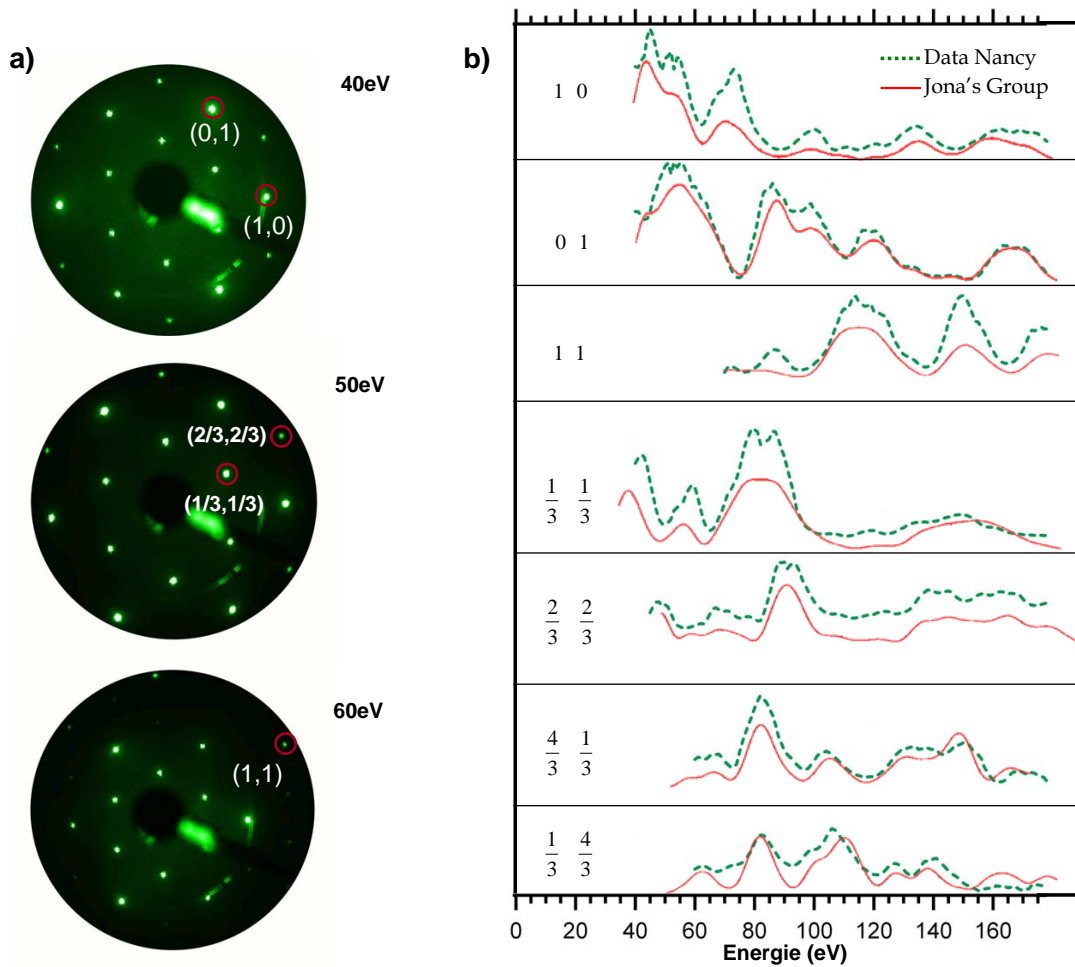 a)
40eV
(0,1)
(1,0)
50eV
(2/3,2/3)
(1/3,1/3)
60eV
(1,1)
b)
Data Nancy
Jona's Group
1 0
0 1
1 1
1/3 1/3
2/3 2/3
4/3 1/3
1/3 4/3
0 20 40 60 80 100 120 140 160
Energie (eV)